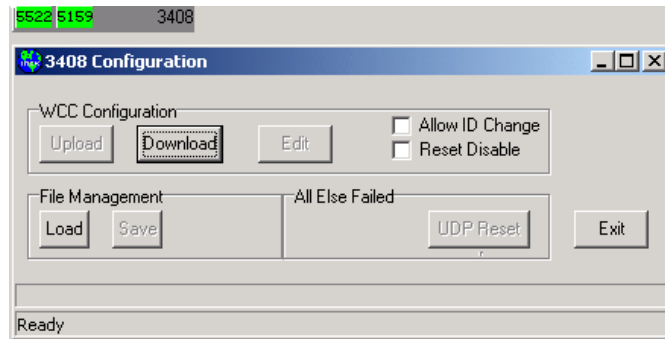 5522 5159 3408
3408 Configuration
WCC Configuration
Upload Download Edit
Allow ID Change
Reset Disable
File Management
All Else Failed
Load Save UDP Reset Exit
Ready